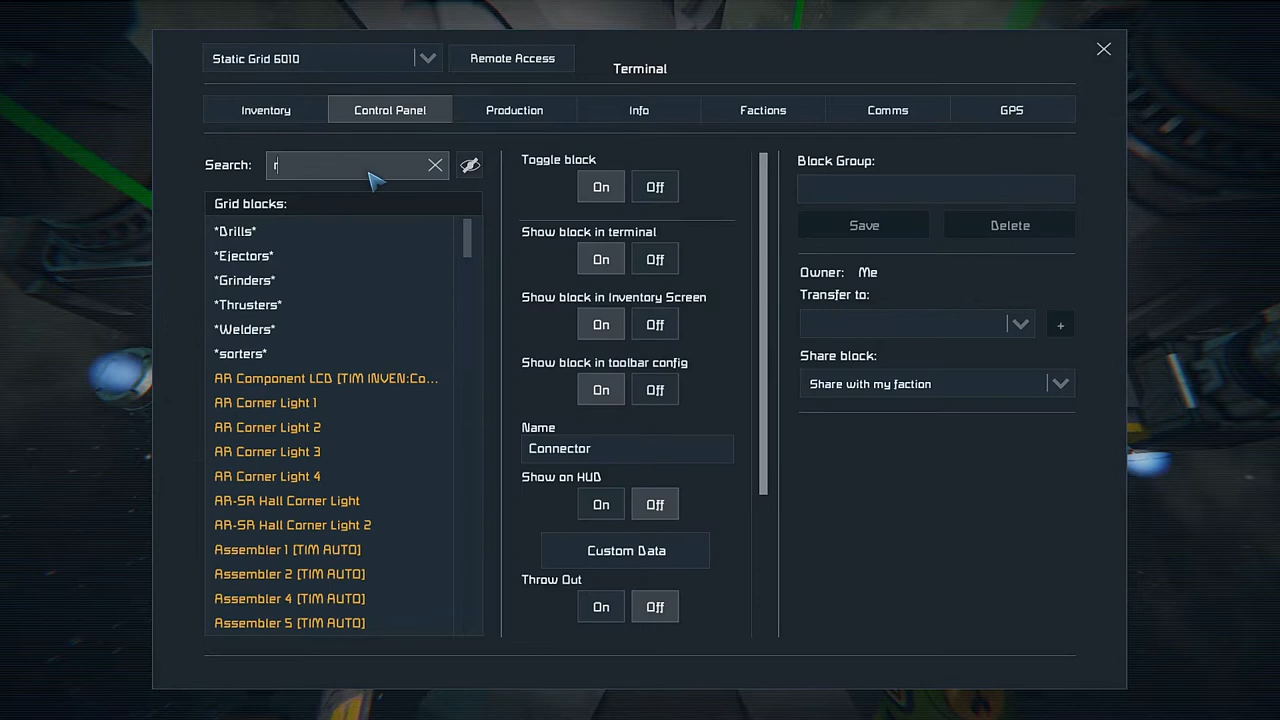 Static Grid 6010
Remote Access
Terminal
Inventory
Control Panel
Production
Info
Factions
Comms
GPS
Search:
r
Grid blocks:
*Drills*
*Ejectors*
*Grinders*
*Thrusters*
*Welders*
*sorters*
AR Component LCD [TIM INVEN:Co...
AR Corner Light 1
AR Corner Light 2
AR Corner Light 3
AR Corner Light 4
AR-SR Hall Corner Light
AR-SR Hall Corner Light 2
Assembler 1 [TIM AUTO]
Assembler 2 [TIM AUTO]
Assembler 4 [TIM AUTO]
Assembler 5 [TIM AUTO]
Toggle block
On Off
Show block in terminal
On Off
Show block in Inventory Screen
On Off
Show block in toolbar config
On Off
Name
Connector
Show on HUD
On Off
Custom Data
Throw Out
On Off
Block Group:
Save Delete
Owner: Me
Transfer to:
+
Share block:
Share with my faction